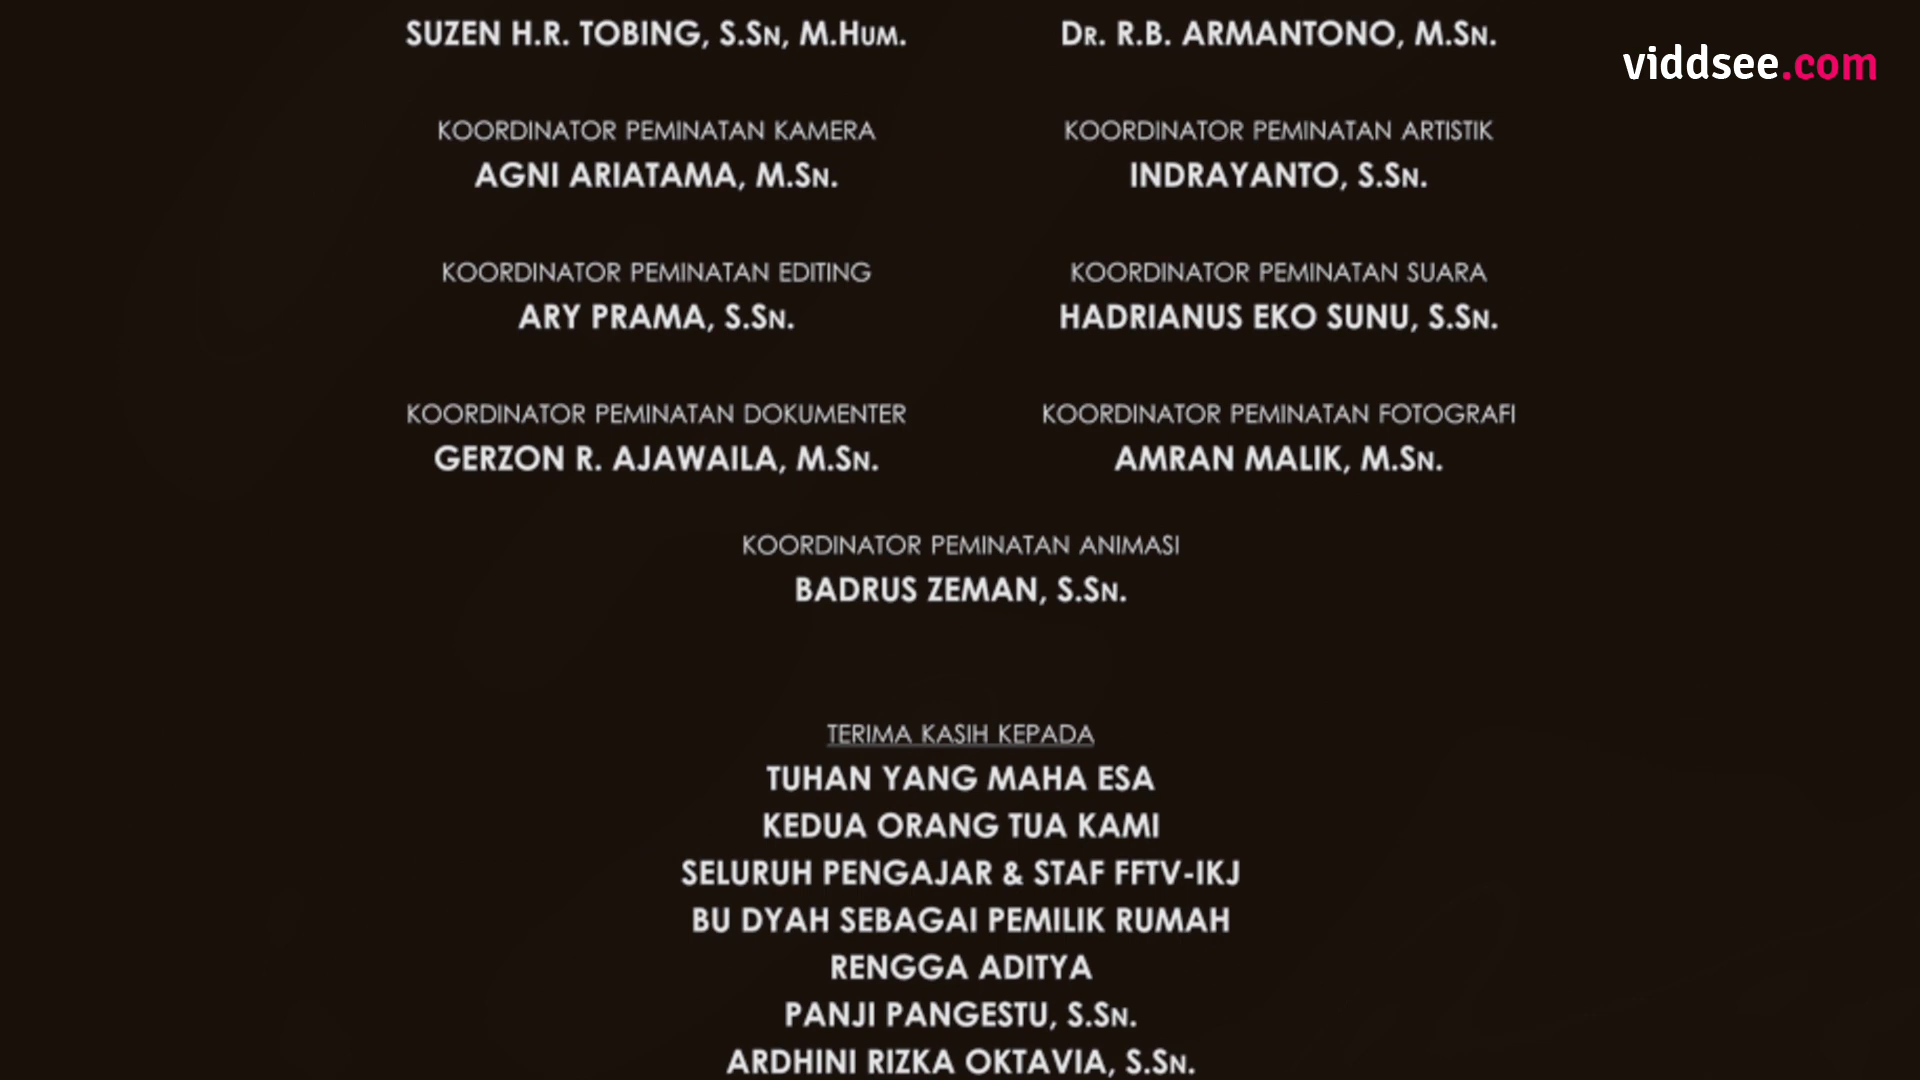 SUZEN H.R. TOBING, S.SN, M.HUM.
DR. R.B. ARMANTONO, M.SN.
viddsee.com
KOORDINATOR PEMINATAN KAMERA
AGNI ARIATAMA, M.SN.
KOORDINATOR PEMINATAN ARTISTIK
INDRAYANTO, S.SN.
KOORDINATOR PEMINATAN EDITING
ARY PRAMA, S.SN.
KOORDINATOR PEMINATAN SUARA
HADRIANUS EKO SUNU, S.SN.
KOORDINATOR PEMINATAN DOKUMENTER
GERZON R. AJAWAILA, M.SN.
KOORDINATOR PEMINATAN FOTOGRAFI
AMRAN MALIK, M.SN.
KOORDINATOR PEMINATAN ANIMASI
BADRUS ZEMAN, S.SN.
TERIMA KASIH KEPADA
TUHAN YANG MAHA ESA
KEDUA ORANG TUA KAMI
SELURUH PENGAJAR & STAF FFTV-IKJ
BU DYAH SEBAGAI PEMILIK RUMAH
RENGGA ADITYA
PANJI PANGESTU, S.SN.
ARDHINI RIZKA OKTAVIA, S.SN.